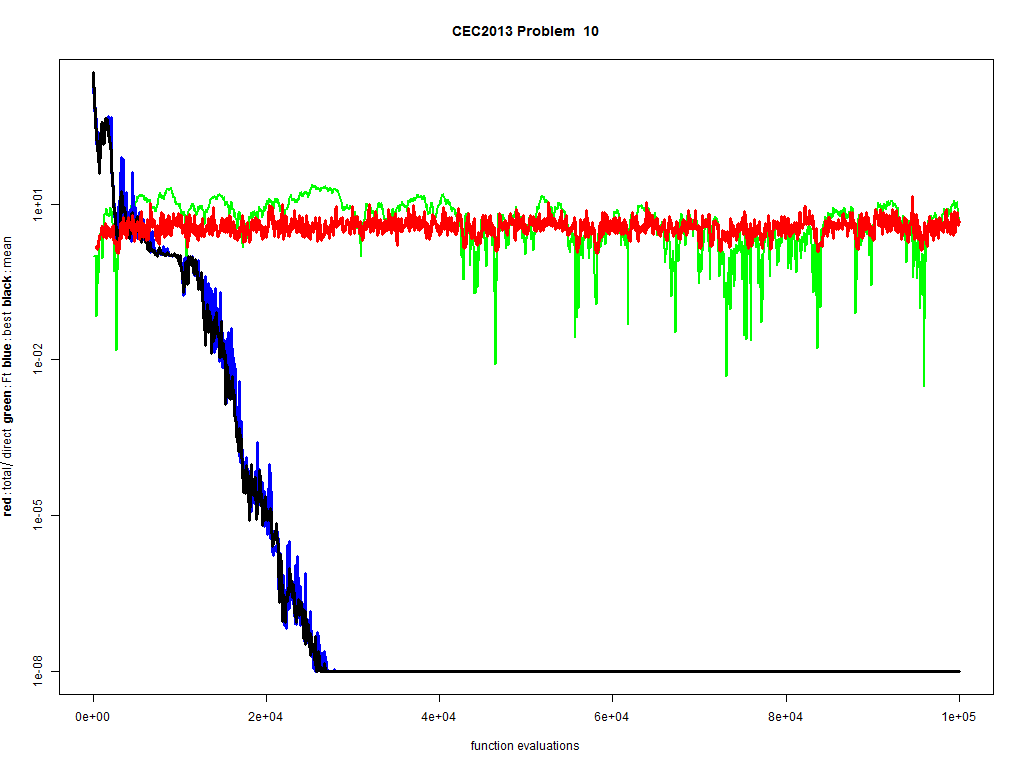 CEC2013 Problem  10
red : total/ direct green : Ft blue : best black : mean
1e+01
1e-02
1e-05
1e-08
0e+00
2e+04
4e+04
6e+04
8e+04
1e+05
function evaluations